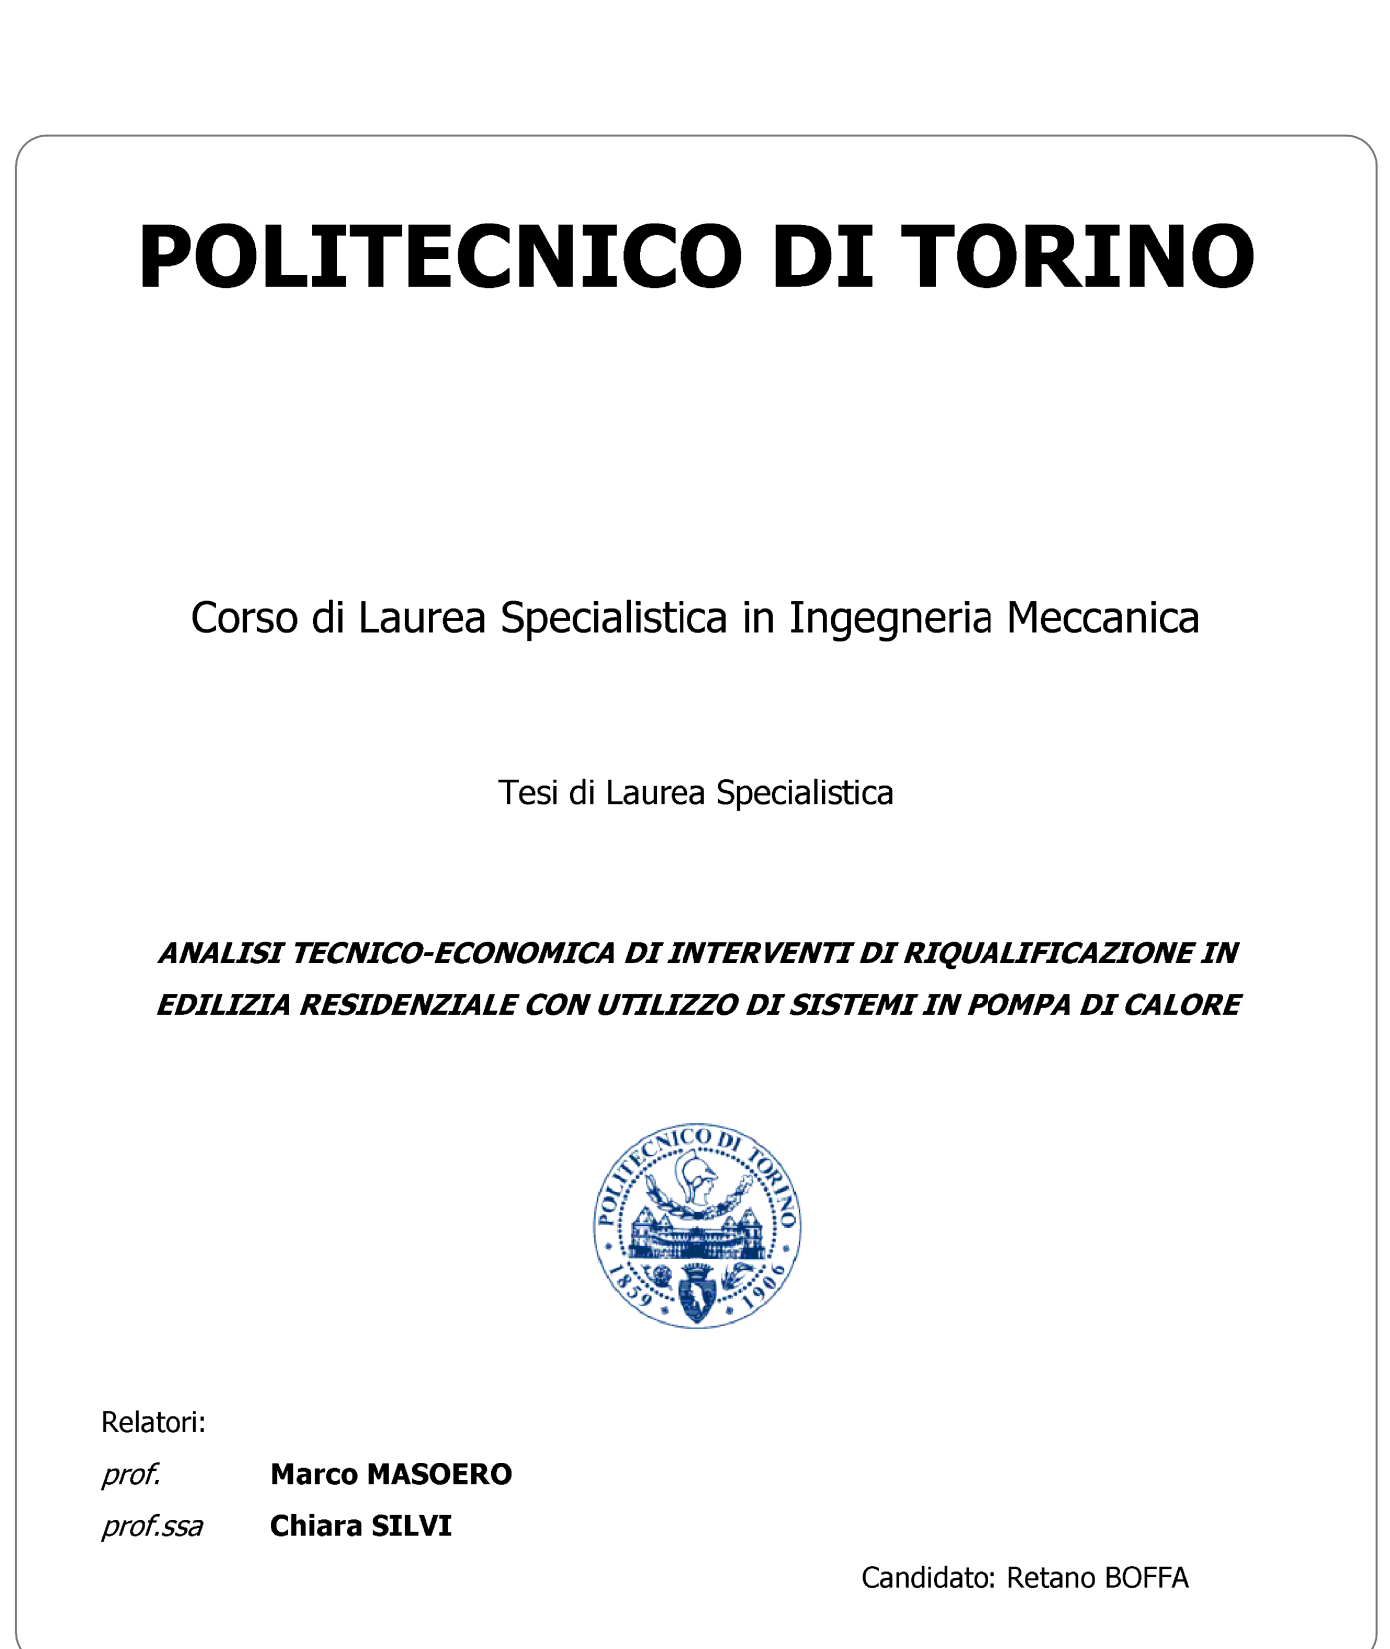 POLITECNICO DI TORINO
Corso di Laurea Specialistica in Ingegneria Meccanica
Tesi di Laurea Specialistica
ANALISI TECNICO-ECONOMICA DI INTERVENTI DI RIQUALIFICAZIONE IN
EDILIZIA RESIDENZIALE CON UTILIZZO DI SISTEMI IN POMPA DI CALORE
POLITECNICO DI TORINO
1859 1906
Relatori:
prof. Marco MASOERO
prof.ssa Chiara SILVI
Candidato: Retano BOFFA